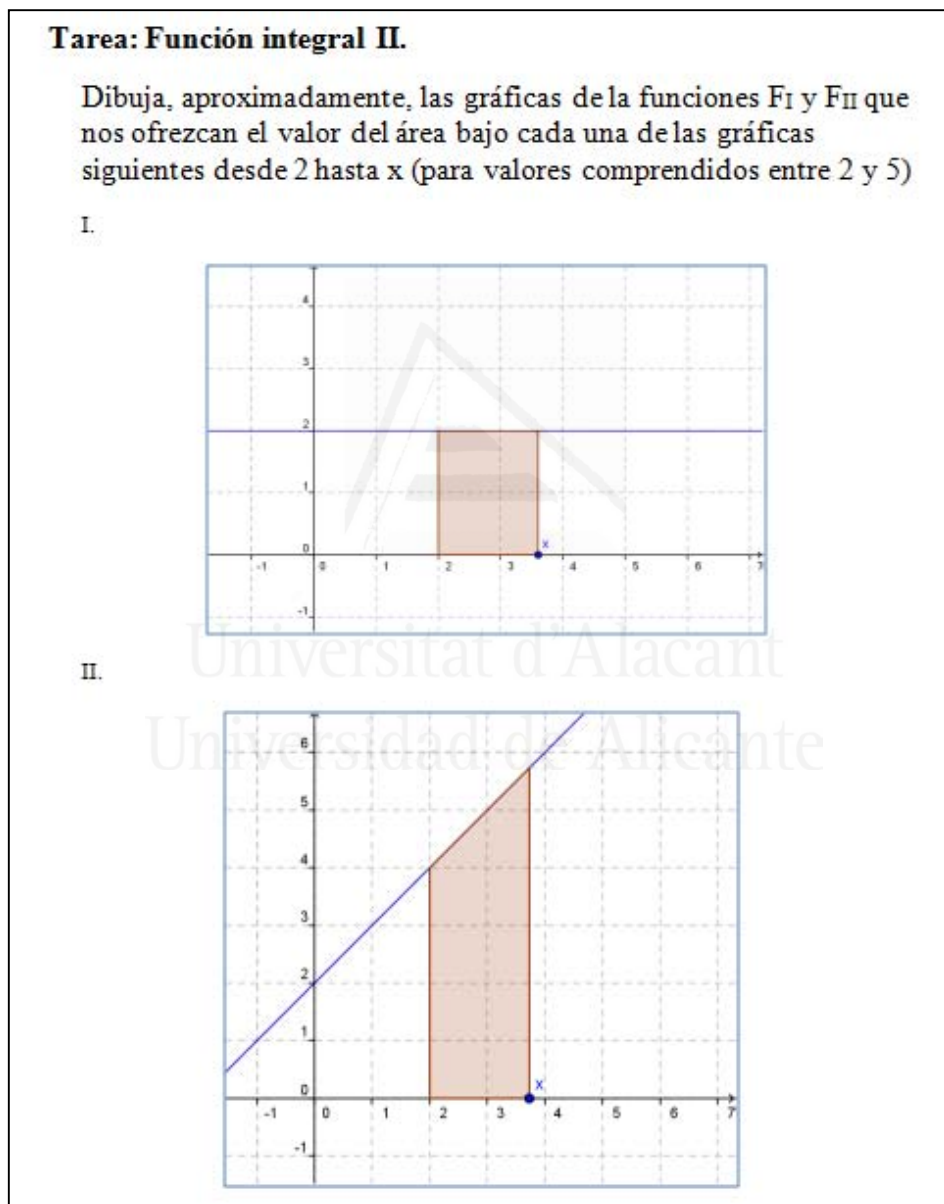 Tarea: Función integral II.
Dibuja, aproximadamente, las gráficas de la funciones FI y FII que
nos ofrezcan el valor del área bajo cada una de las gráficas
siguientes desde 2 hasta x (para valores comprendidos entre 2 y 5)
I.
4
3
2
1
0
-1
-1 0 1 2 3 4 5 6 7
x
Universitat d'Alacant
II.
Universidad de Alicante
6
5
4
3
2
1
0
-1
-1 0 1 2 3 4 5 6 7
x